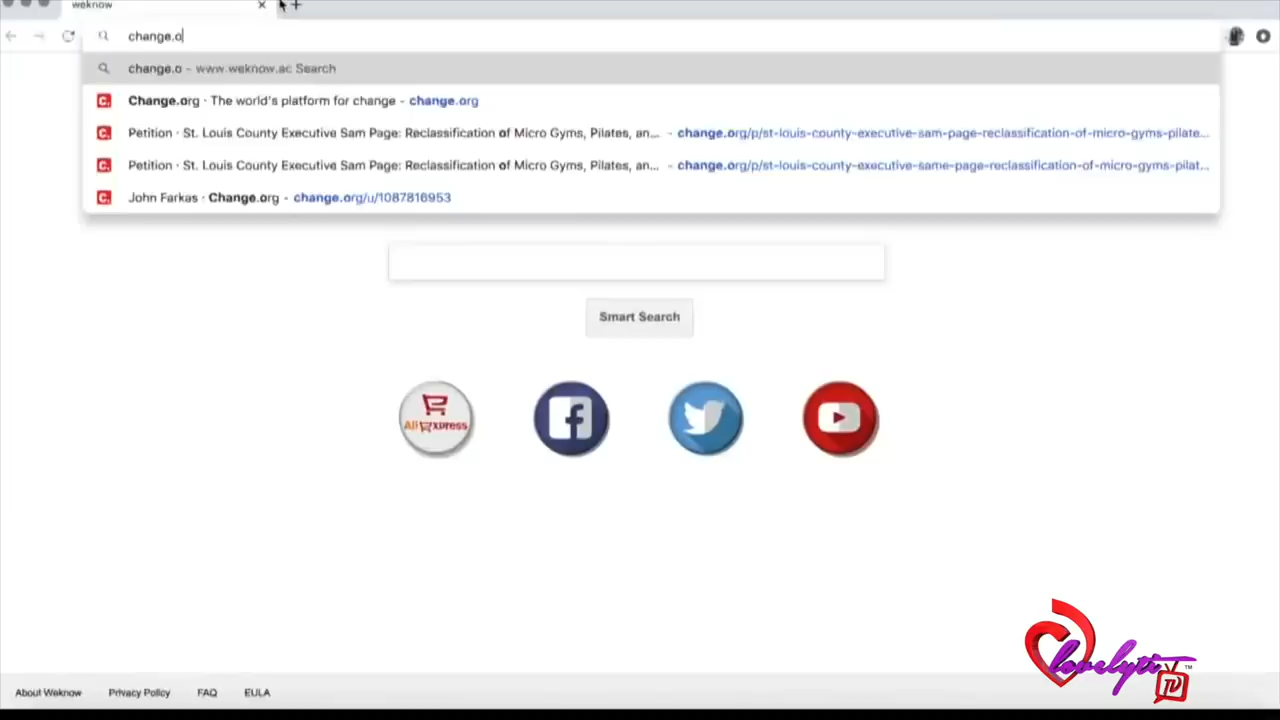 weknow
change.o
change.o - www.weknow.ac Search
Change.org · The world's platform for change - change.org
Petition · St. Louis County Executive Sam Page: Reclassification of Micro Gyms, Pilates, an... - change.org/p/st-louis-county-executive-sam-page-reclassification-of-micro-gyms-pilate...
Petition · St. Louis County Executive Sam Page: Reclassification of Micro Gyms, Pilates, an... - change.org/p/st-louis-county-executive-same-page-reclassification-of-micro-gyms-pilat...
John Farkas · Change.org - change.org/u/1087816953
Smart Search
AliExpress
lovelyti
TV™
About Weknow Privacy Policy FAQ EULA